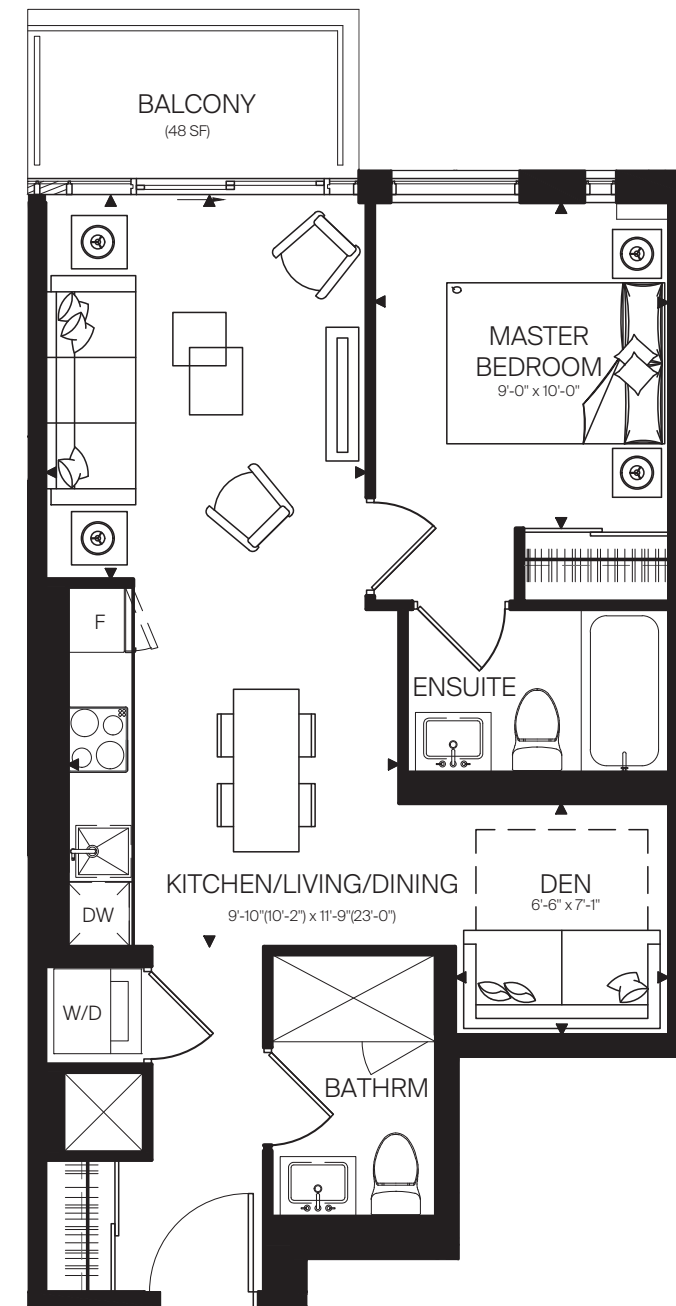 BALCONY
(48 SF)
MASTER
BEDROOM
9'-0" x 10'-0"
F
ENSUITE
KITCHEN/LIVING/DINING
9'-10"(10'-2") x 11'-9"(23'-0")
DEN
6'-6" x 7'-1"
DW
W/D
BATHRM